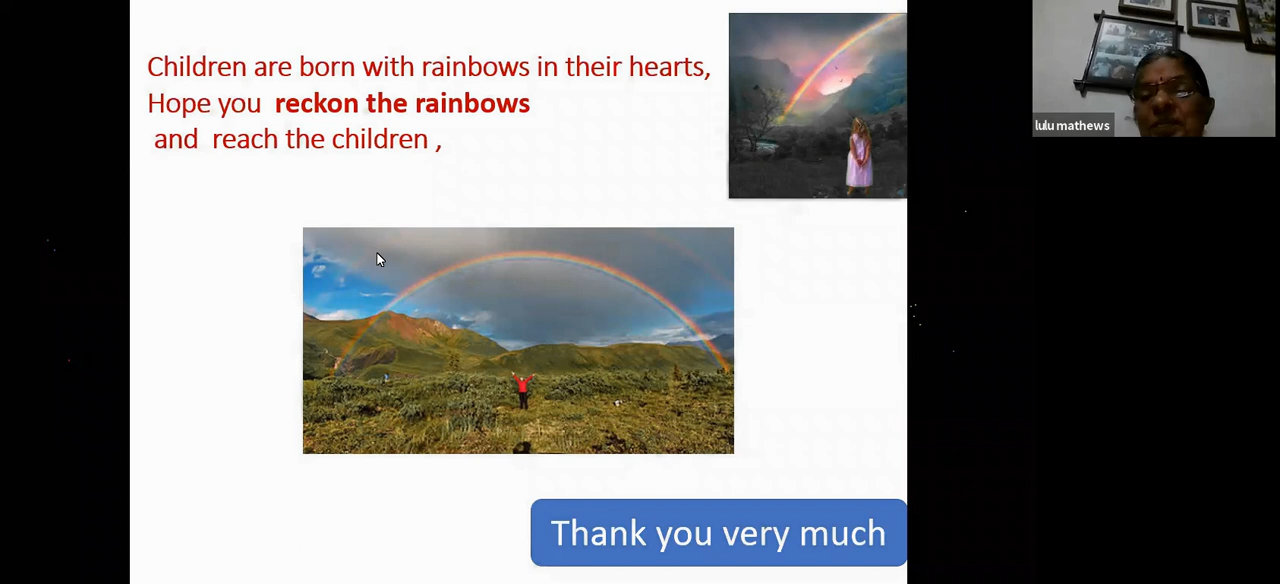 Children are born with rainbows in their hearts,
Hope you reckon the rainbows
and reach the children ,
lulu mathews
Thank you very much